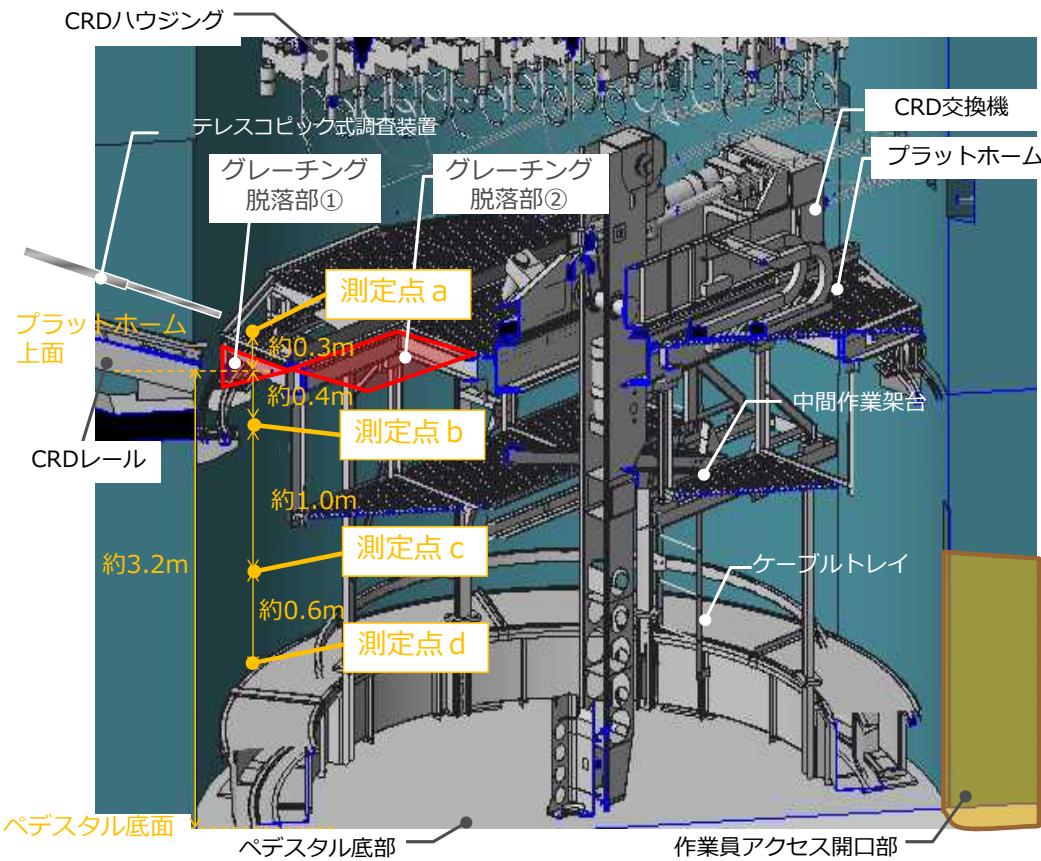 CRDハウジング
テレスコピック式調査装置
CRD交換機
プラットホーム
グレーチング
脱落部①
グレーチング
脱落部②
測定点a
プラットホーム
上面
約0.3m
約0.4m
測定点b
中間作業架台
CRDレール
約1.0m
測定点c
約3.2m
ケーブルトレイ
約0.6m
測定点d
ペデスタル底面
ペデスタル底部
作業員アクセス開口部